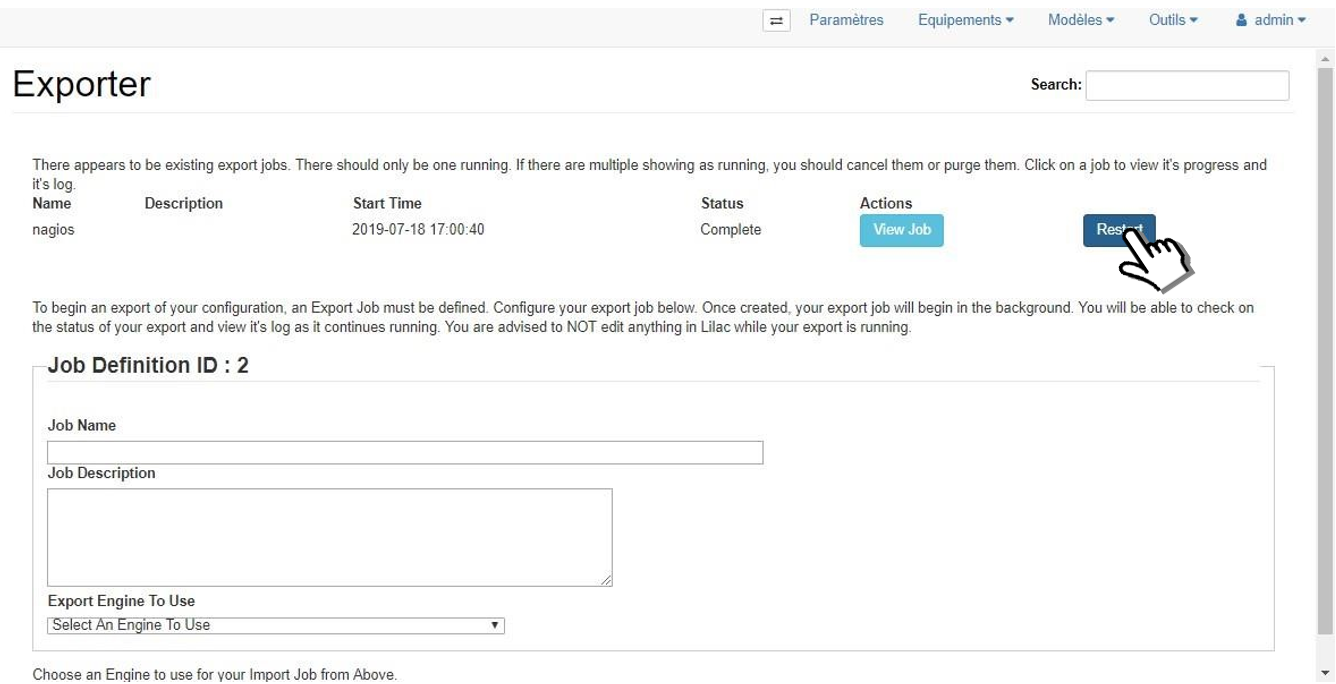 Paramètres Equipements Modèles Outils admin
Exporter Search:
There appears to be existing export jobs. There should only be one running. If there are multiple showing as running, you should cancel them or purge them. Click on a job to view it's progress and
it's log.
Name Description Start Time Status Actions
nagios 2019-07-18 17:00:40 Complete View Job Restart
To begin an export of your configuration, an Export Job must be defined. Configure your export job below. Once created, your export job will begin in the background. You will be able to check on
the status of your export and view it's log as it continues running. You are advised to NOT edit anything in Lilac while your export is running.
Job Definition ID : 2
Job Name
Job Description
Export Engine To Use
Select An Engine To Use
Choose an Engine to use for your Import Job from Above.